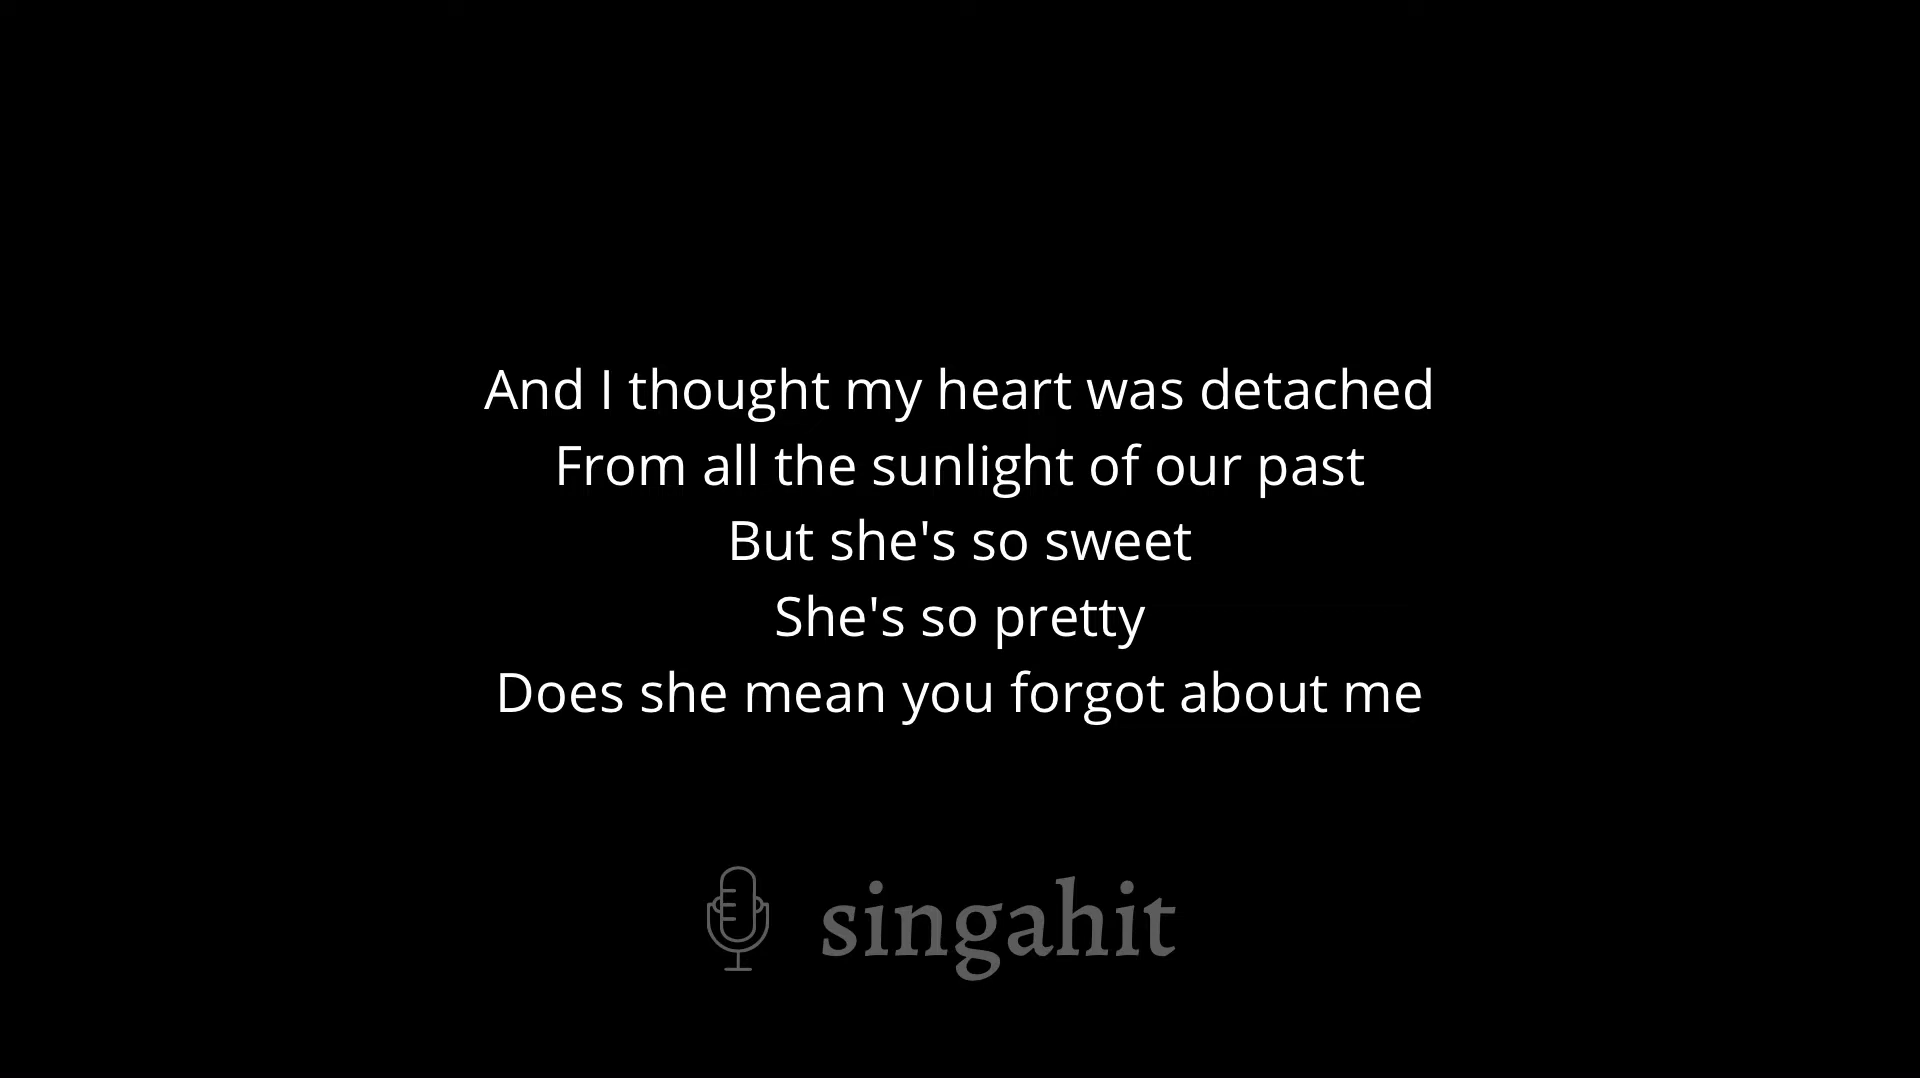 And I thought my heart was detached
From all the sunlight of our past
But she's so sweet
She's so pretty
Does she mean you forgot about me
singahit